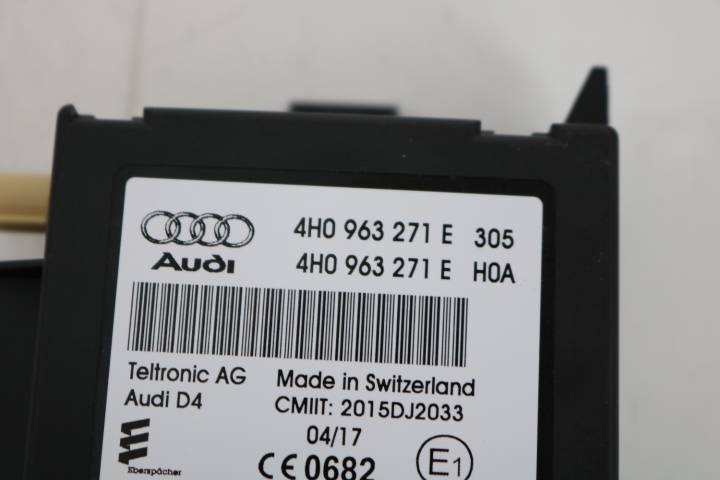 4H0 963 271 E 305
Audi 4H0 963 271 E H0A
Teltronic AG Made in Switzerland
Audi D4 CMIIT: 2015DJ2033
04/17
Eberspächer CE 0682 E1